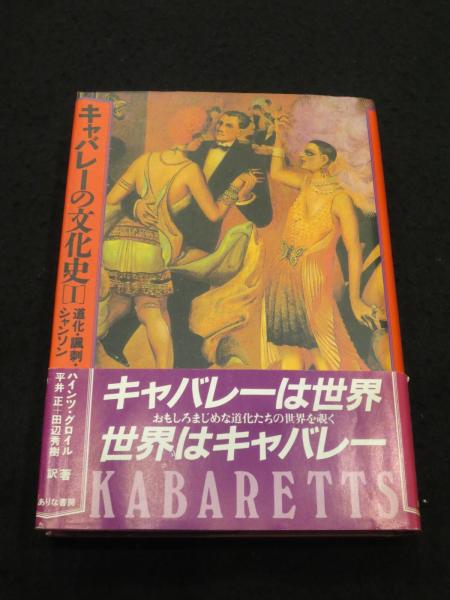 キャバレーの文化史[1]
道化・諷刺・
シャンソン
ハインツ・グロイル 著
平井 正+田辺秀樹 訳
ありな書房
キャバレーは世界
おもしろまじめな道化たちの世界を覗く
世界はキャバレー
KABARETTS